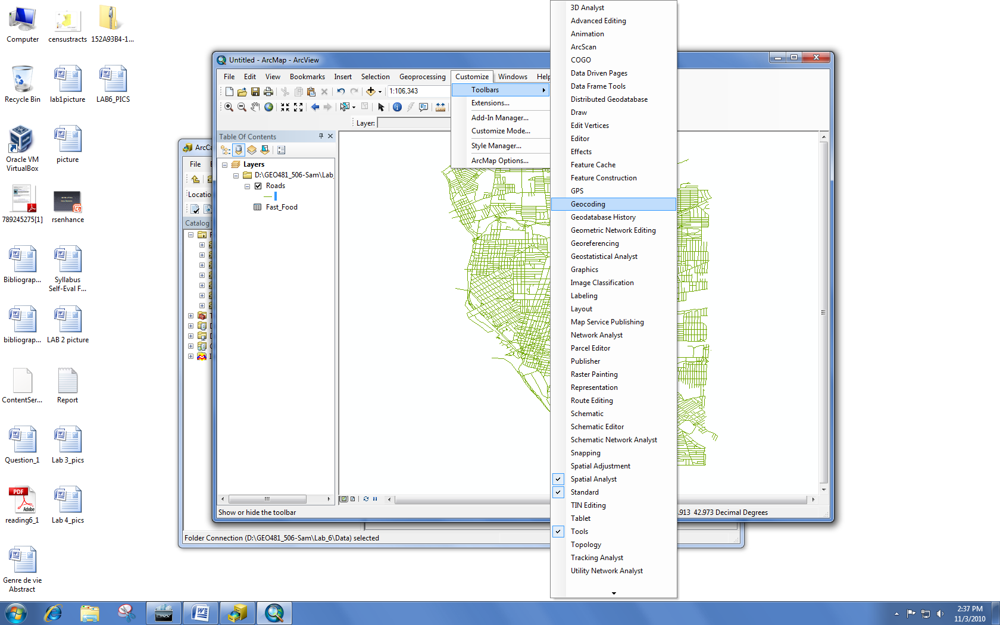 Computer
censustracts
152A93B4-1...
Recycle Bin
lab1picture
LAB6_PICS
Oracle VM
VirtualBox
picture
789245275[1]
rsenhance
Bibliograp...
Syllabus
Self-Eval F...
bibliograp...
LAB 2 picture
ContentSer...
Report
Question_1
Lab 3_pics
PDF
Adobe
reading6_1
Lab 4_pics
Genre de vie
Abstract
ArcCa
File
Locatio
Catalog
Folder Connection (D:\GEO481_506-Sam\Lab_6\Data) selected
Untitled - ArcMap - ArcView
File Edit View Bookmarks Insert Selection Geoprocessing Customize Windows Help
1:106,343
Layer:
Table Of Contents
Layers
D:\GEO481_506-Sam\Lab_
Roads
Fast_Food
Show or hide the toolbar
.913 42.973 Decimal Degrees
Toolbars
Extensions...
Add-In Manager...
Customize Mode...
Style Manager...
ArcMap Options...
3D Analyst
Advanced Editing
Animation
ArcScan
COGO
Data Driven Pages
Data Frame Tools
Distributed Geodatabase
Draw
Edit Vertices
Editor
Effects
Feature Cache
Feature Construction
GPS
Geocoding
Geodatabase History
Geometric Network Editing
Georeferencing
Geostatistical Analyst
Graphics
Image Classification
Labeling
Layout
Map Service Publishing
Network Analyst
Parcel Editor
Publisher
Raster Painting
Representation
Route Editing
Schematic
Schematic Editor
Schematic Network Analyst
Snapping
Spatial Adjustment
Spatial Analyst
Standard
TIN Editing
Tablet
Tools
Topology
Tracking Analyst
Utility Network Analyst
2:37 PM
11/3/2010